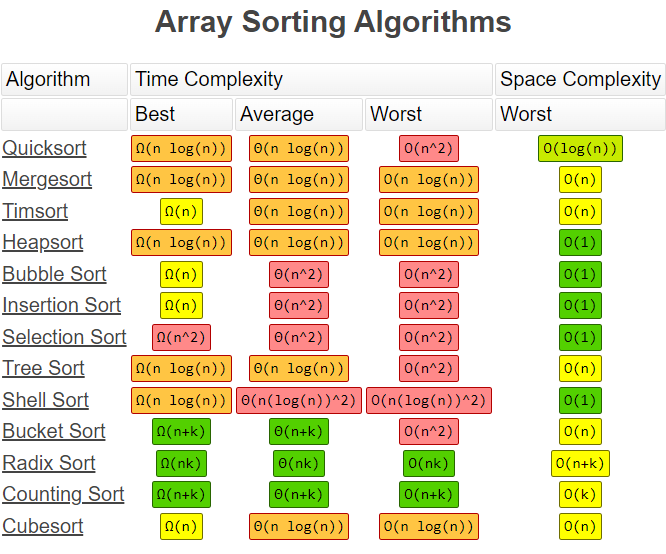 Array Sorting Algorithms
Algorithm Time Complexity Space Complexity
Best Average Worst Worst
Quicksort Ω(n log(n)) Θ(n log(n)) O(n^2) O(log(n))
Mergesort Ω(n log(n)) Θ(n log(n)) O(n log(n)) O(n)
Timsort Ω(n) Θ(n log(n)) O(n log(n)) O(n)
Heapsort Ω(n log(n)) Θ(n log(n)) O(n log(n)) O(1)
Bubble Sort Ω(n) Θ(n^2) O(n^2) O(1)
Insertion Sort Ω(n) Θ(n^2) O(n^2) O(1)
Selection Sort Ω(n^2) Θ(n^2) O(n^2) O(1)
Tree Sort Ω(n log(n)) Θ(n log(n)) O(n^2) O(n)
Shell Sort Ω(n log(n)) Θ(n(log(n))^2) O(n(log(n))^2) O(1)
Bucket Sort Ω(n+k) Θ(n+k) O(n^2) O(n)
Radix Sort Ω(nk) Θ(nk) O(nk) O(n+k)
Counting Sort Ω(n+k) Θ(n+k) O(n+k) O(k)
Cubesort Ω(n) Θ(n log(n)) O(n log(n)) O(n)